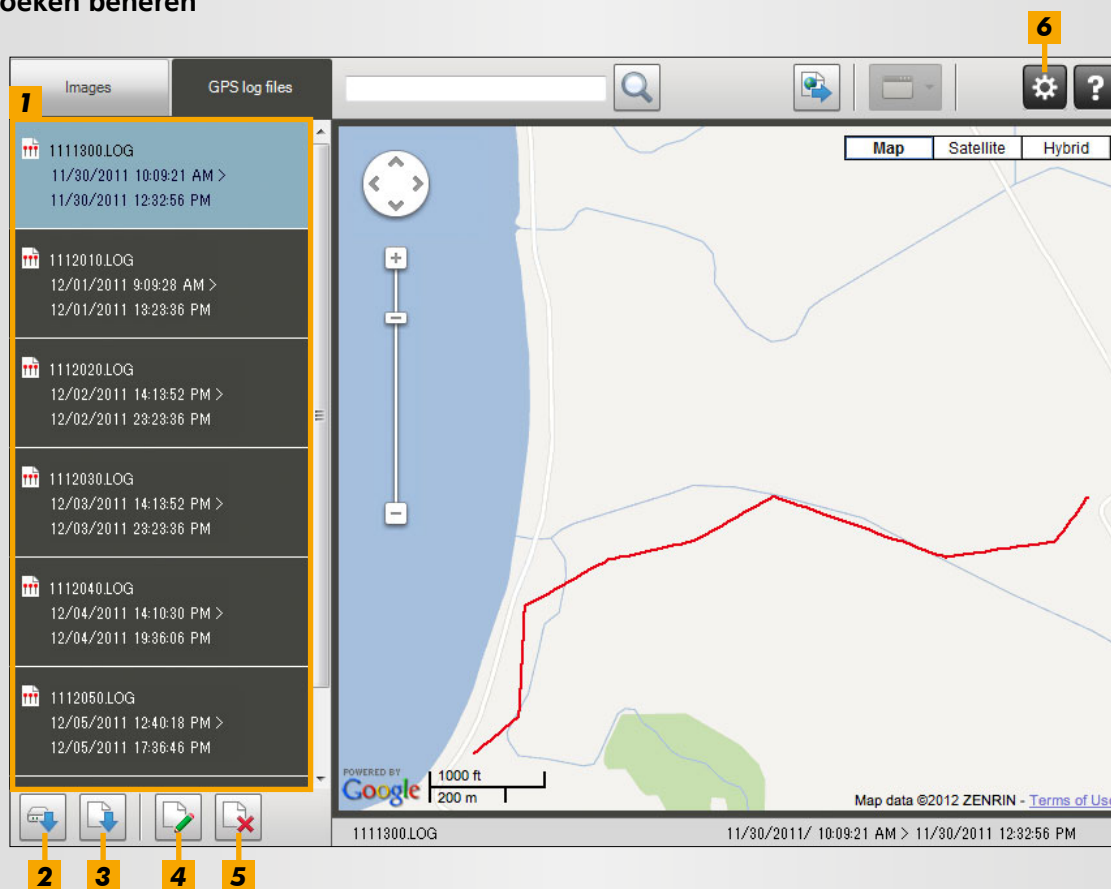 oeken beheren
6
Images
GPS log files
?
1
1111300.LOG
11/30/2011 10:09:21 AM >
11/30/2011 12:32:56 PM
1112010.LOG
12/01/2011 9:09:28 AM >
12/01/2011 13:23:36 PM
1112020.LOG
12/02/2011 14:13:52 PM >
12/02/2011 23:23:36 PM
1112030.LOG
12/03/2011 14:13:52 PM >
12/03/2011 23:23:36 PM
1112040.LOG
12/04/2011 14:10:30 PM >
12/04/2011 19:36:06 PM
1112050.LOG
12/05/2011 12:40:18 PM >
12/05/2011 17:36:46 PM
Map Satellite Hybrid
POWERED BY
Google
1000 ft
200 m
Map data ©2012 ZENRIN - Terms of Use
1111300.LOG 11/30/2011/ 10:09:21 AM > 11/30/2011 12:32:56 PM
2 3 4 5